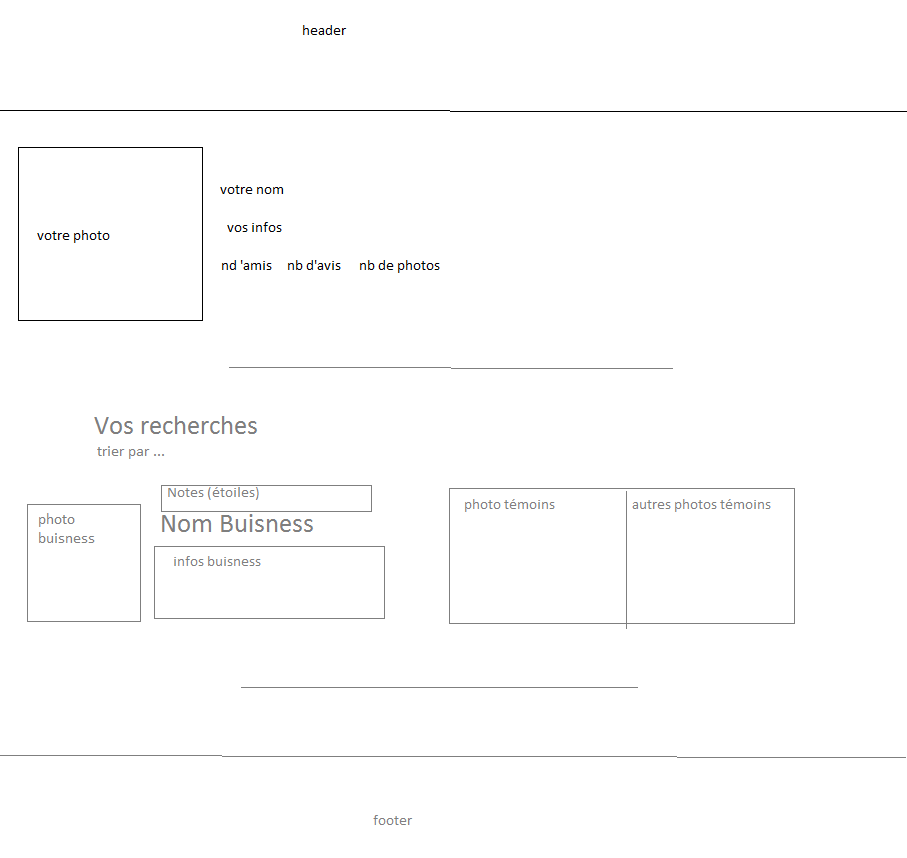 header
votre nom
votre photo
vos infos
nd 'amis nb d'avis nb de photos
Vos recherches
trier par ...
photo
buisness
Notes (étoiles)
Nom Buisness
infos buisness
photo témoins
autres photos témoins
footer